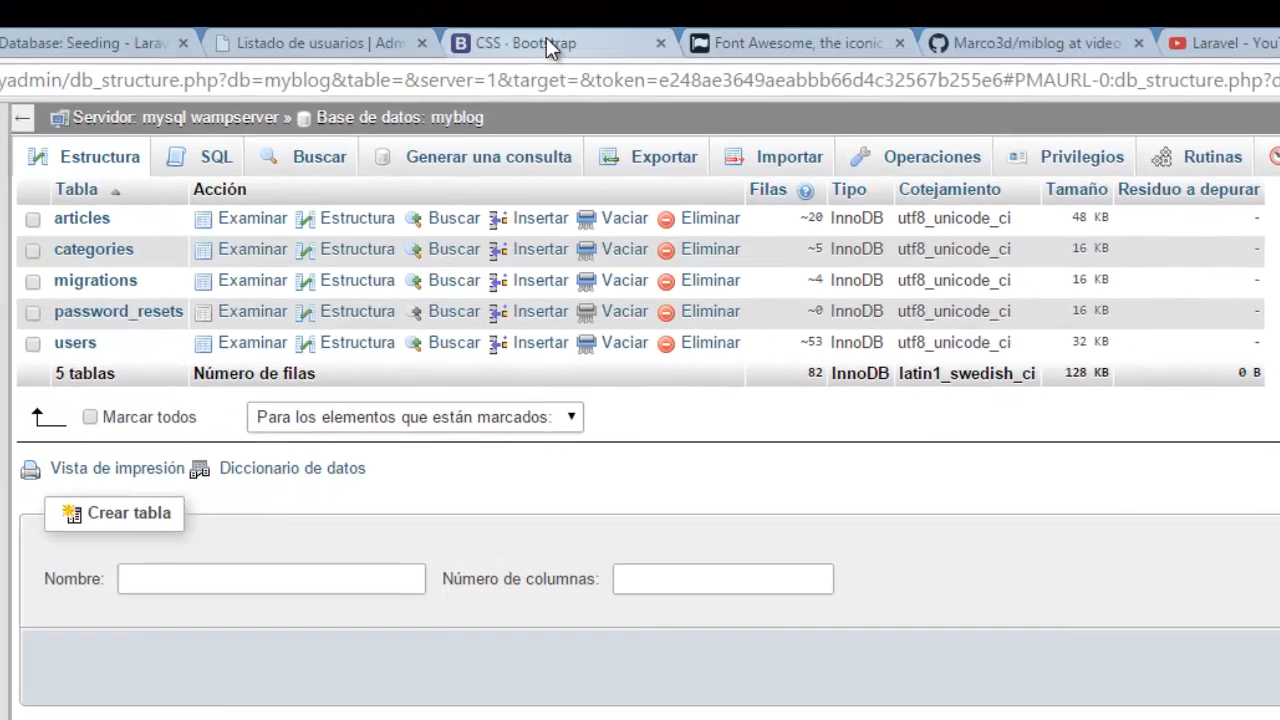 Database: Seeding - Larav
Listado de usuarios | Adm
CSS · Bootstrap
Font Awesome, the iconic
Marco3d/miblog at video
Laravel - You
yadmin/db_structure.php?db=myblog&table=&server=1&target=&token=e248ae3649aeabbb66d4c32567b255e6#PMAURL-0:db_structure.php?d
Servidor: mysql wampserver » Base de datos: myblog
Estructura SQL Buscar Generar una consulta Exportar Importar Operaciones Privilegios Rutinas
Tabla Acción Filas Tipo Cotejamiento Tamaño Residuo a depurar
articles Examinar Estructura Buscar Insertar Vaciar Eliminar ~20 InnoDB utf8_unicode_ci 48 KB -
categories Examinar Estructura Buscar Insertar Vaciar Eliminar ~5 InnoDB utf8_unicode_ci 16 KB -
migrations Examinar Estructura Buscar Insertar Vaciar Eliminar ~4 InnoDB utf8_unicode_ci 16 KB -
password_resets Examinar Estructura Buscar Insertar Vaciar Eliminar ~0 InnoDB utf8_unicode_ci 16 KB -
users Examinar Estructura Buscar Insertar Vaciar Eliminar ~53 InnoDB utf8_unicode_ci 32 KB -
5 tablas Número de filas 82 InnoDB latin1_swedish_ci 128 KB 0 B
Marcar todos Para los elementos que están marcados:
Vista de impresión Diccionario de datos
Crear tabla
Nombre: Número de columnas: